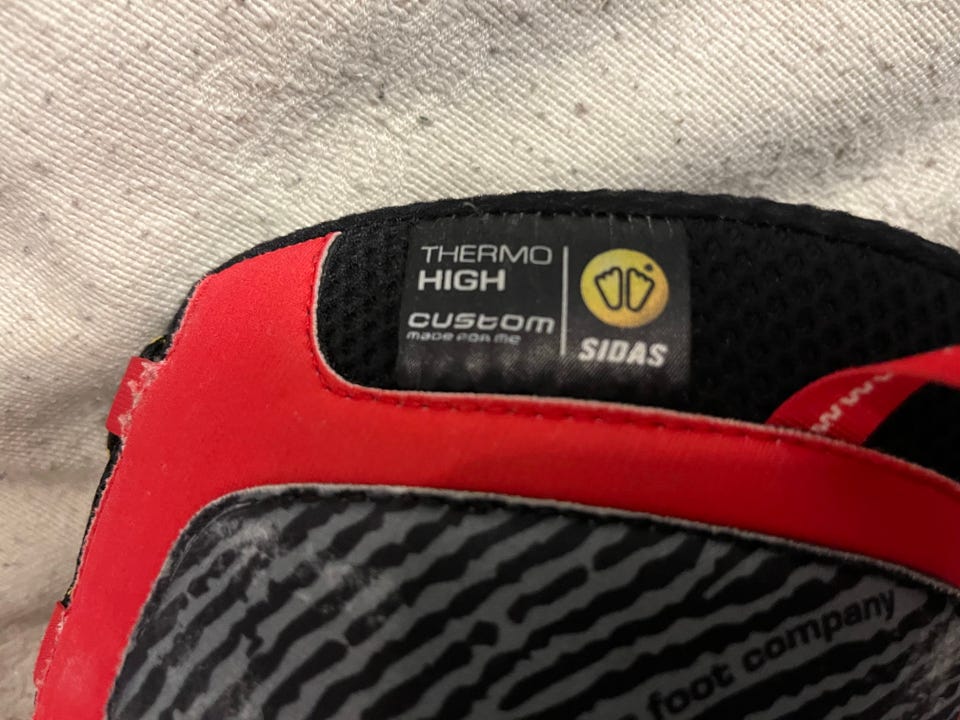 THERMO
HIGH
custom
made for me
SIDAS
foot company